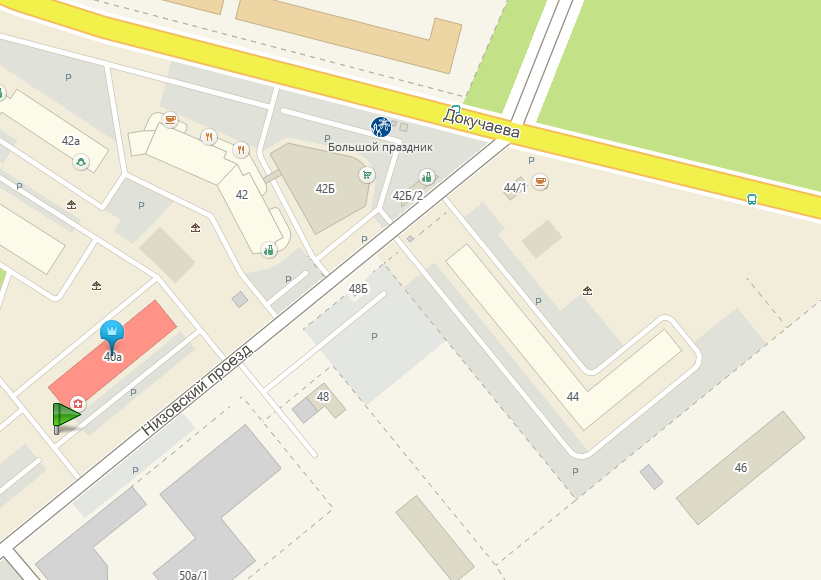 P
Докучаева
Большой праздник
P
P
42а
42Б
42Б/2
44/1
P
42
P
P
P
48Б
P
P
P
40а
48
44
P
Низовский проезд
P
P
46
50а/1